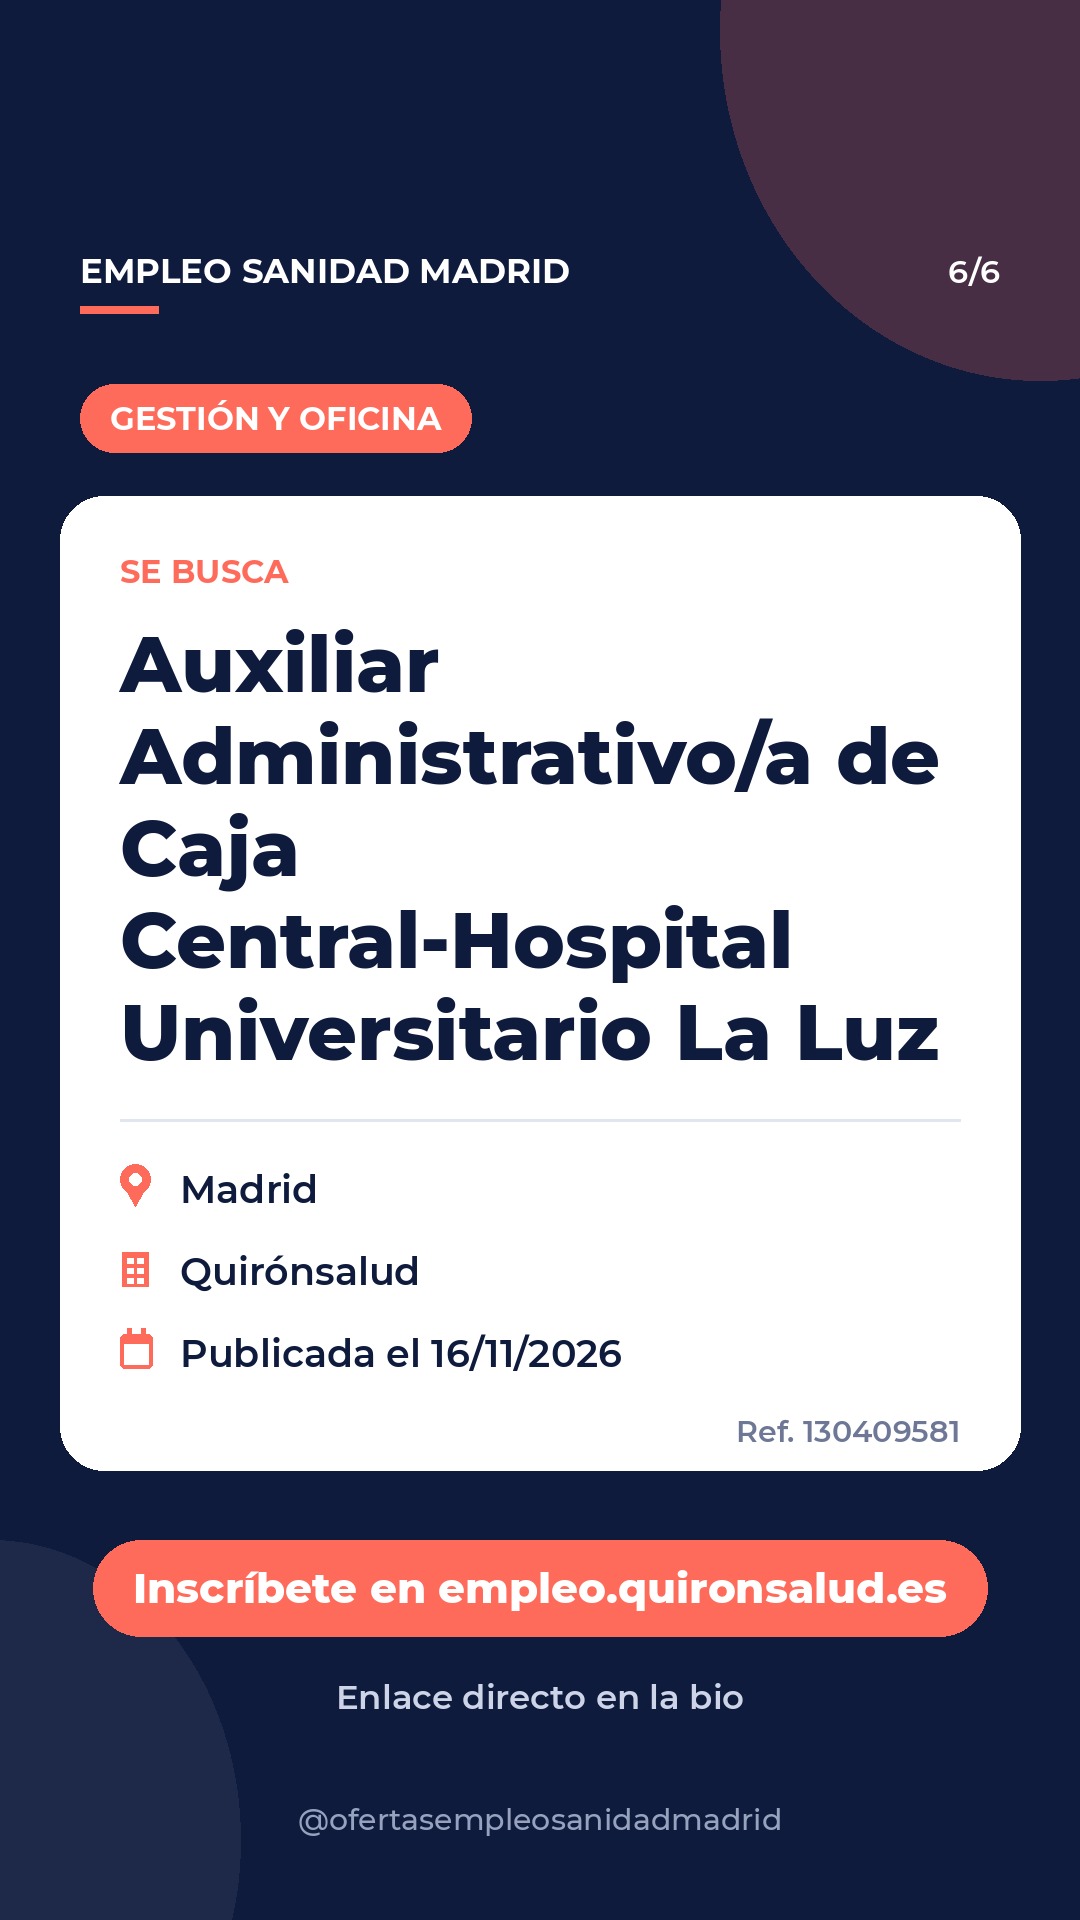 EMPLEO SANIDAD MADRID
6/6
GESTIÓN Y OFICINA
SE BUSCA
Auxiliar
Administrativo/a de
Caja
Central-Hospital
Universitario La Luz
Madrid
Quirónsalud
Publicada el 16/11/2026
Ref. 130409581
Inscríbete en empleo.quironsalud.es
Enlace directo en la bio
@ofertasempleosanidadmadrid